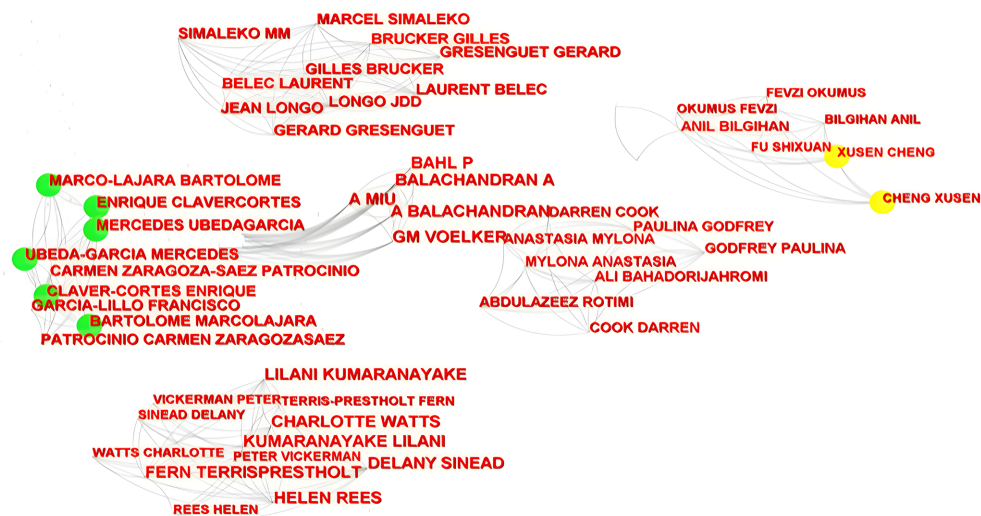 MARCEL SIMALEKO
SIMALEKO MM
BRUCKER GILLES
GRESENGUET GERARD
GILLES BRUCKER
BELEC LAURENT
LAURENT BELEC
JEAN LONGO
LONGO JDD
GERARD GRESENGUET
FEVZI OKUMUS
OKUMUS FEVZI
BILGIHAN ANIL
ANIL BILGIHAN
FU SHIXUAN
XUSEN CHENG
CHENG XUSEN
MARCO-LAJARA BARTOLOME
ENRIQUE CLAVERCORTES
MERCEDES UBEDAGARCIA
UBEDA-GARCIA MERCEDES
CARMEN ZARAGOZA-SAEZ PATROCINIO
CLAVER-CORTES ENRIQUE
GARCIA-LILLO FRANCISCO
BARTOLOME MARCOLAJARA
PATROCINIO CARMEN ZARAGOZASAEZ
BAHL P
BALACHANDRAN A
A MIU
A BALACHANDRAN
GM VOELKER
DARREN COOK
PAULINA GODFREY
ANASTASIA MYLONA
GODFREY PAULINA
MYLONA ANASTASIA
ALI BAHADORIJAHROMI
ABDULAZEEZ ROTIMI
COOK DARREN
LILANI KUMARANAYAKE
VICKERMAN PETER
TERRIS-PRESTHOLT FERN
SINEAD DELANY
CHARLOTTE WATTS
KUMARANAYAKE LILANI
WATTS CHARLOTTE
PETER VICKERMAN
DELANY SINEAD
FERN TERRISPRESTHOLT
HELEN REES
REES HELEN